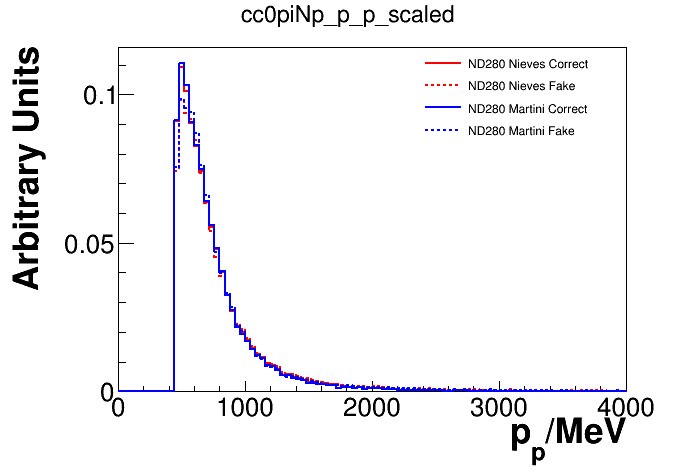 cc0piNp_p_p_scaled
Arbitrary Units
0.1
0.05
0
ND280 Nieves Correct
ND280 Nieves Fake
ND280 Martini Correct
ND280 Martini Fake
0 1000 2000 3000 4000
p_p/MeV